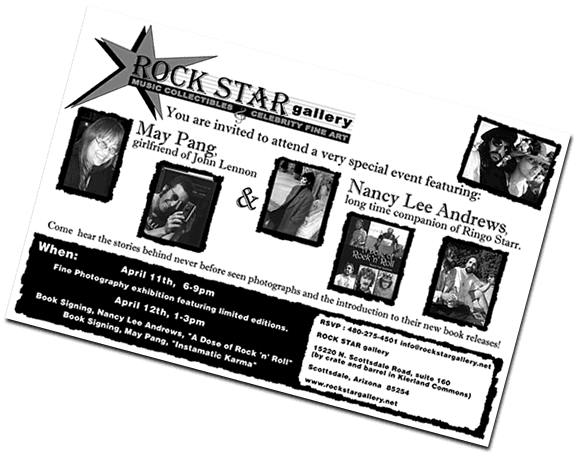 ROCK STAR gallery
MUSIC COLLECTIBLES & CELEBRITY FINE ART
You are invited to attend a very special event featuring:
May Pang,
girlfriend of John Lennon
&
Nancy Lee Andrews,
long time companion of Ringo Starr.
Rock 'n' Roll
Come hear the stories behind never before seen photographs and the introduction to their new book releases!
When:
April 11th, 6-9pm
Fine Photography exhibition featuring limited editions.
April 12th, 1-3pm
Book Signing, Nancy Lee Andrews, "A Dose of Rock 'n' Roll"
Book Signing, May Pang, "Instamatic Karma"
RSVP : 480-275-4501 info@rockstargallery.net
ROCK STAR gallery
15220 N. Scottsdale Road, suite 160
(by crate and barrel in Kierland Commons)
Scottsdale, Arizona 85254
www.rockstargallery.net